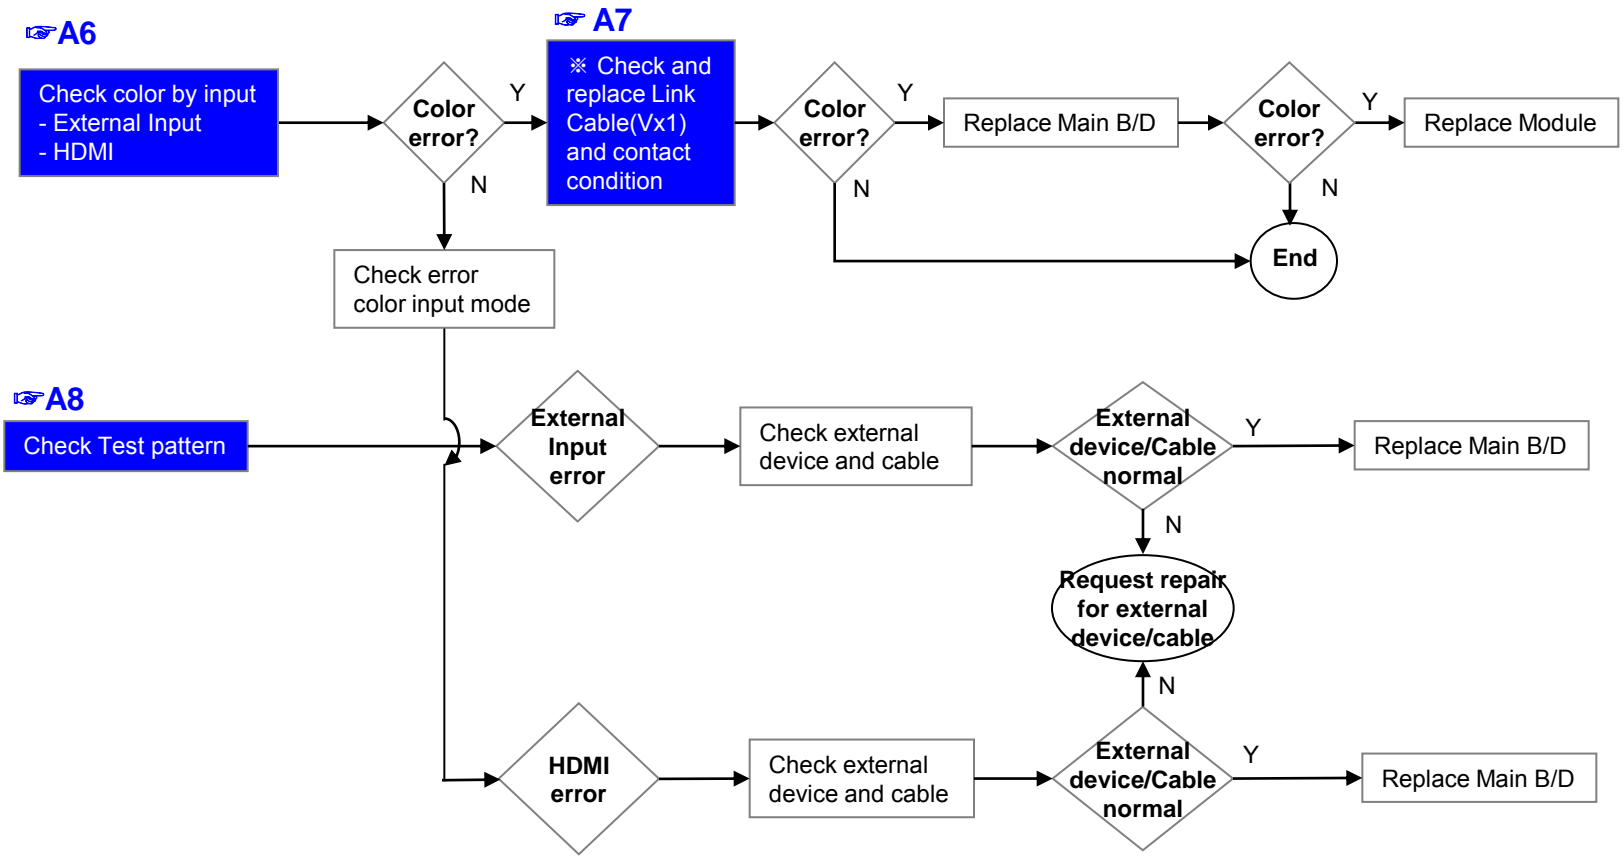 ☞A6
Check color by input
- External Input
- HDMI
Color
error?
Y
N
☞ A7
※ Check and
replace Link
Cable(Vx1)
and contact
condition
Color
error?
Y
N
Replace Main B/D
Color
error?
Y
N
Replace Module
End
Check error
color input mode
☞A8
Check Test pattern
External
Input
error
Check external
device and cable
External
device/Cable
normal
Y
N
Replace Main B/D
Request repair
for external
device/cable
HDMI
error
Check external
device and cable
N
External
device/Cable
normal
Y
Replace Main B/D